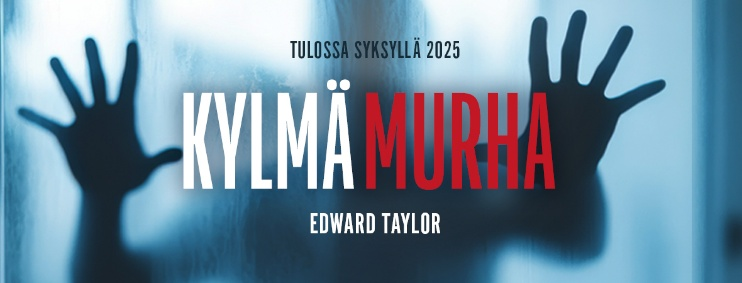 TULOSSA SYKSYLLÄ 2025
KYLMÄ MURHA
EDWARD TAYLOR